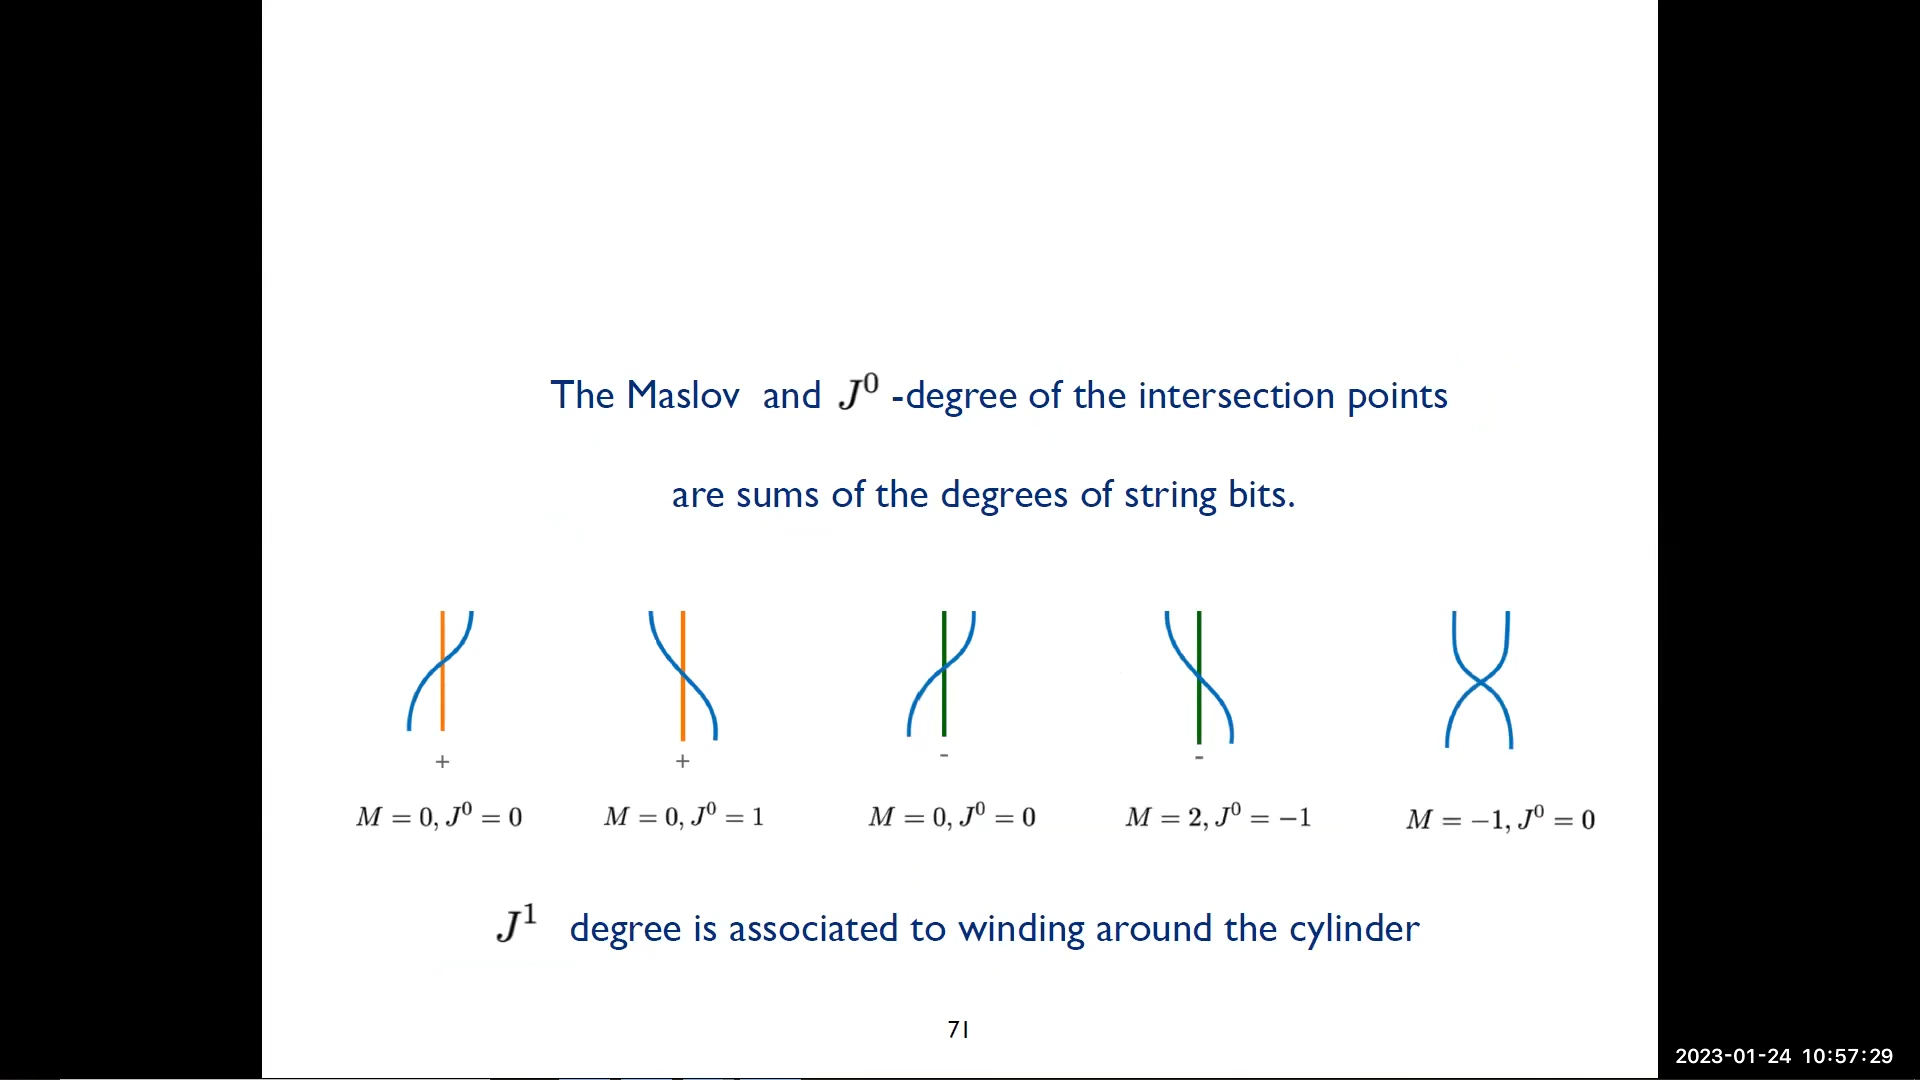 The Maslov and J⁰ -degree of the intersection points
are sums of the degrees of string bits.
+ + - -
M = 0, J⁰ = 0 M = 0, J⁰ = 1 M = 0, J⁰ = 0 M = 2, J⁰ = −1 M = −1, J⁰ = 0
J¹ degree is associated to winding around the cylinder
71
2023-01-24 10:57:29